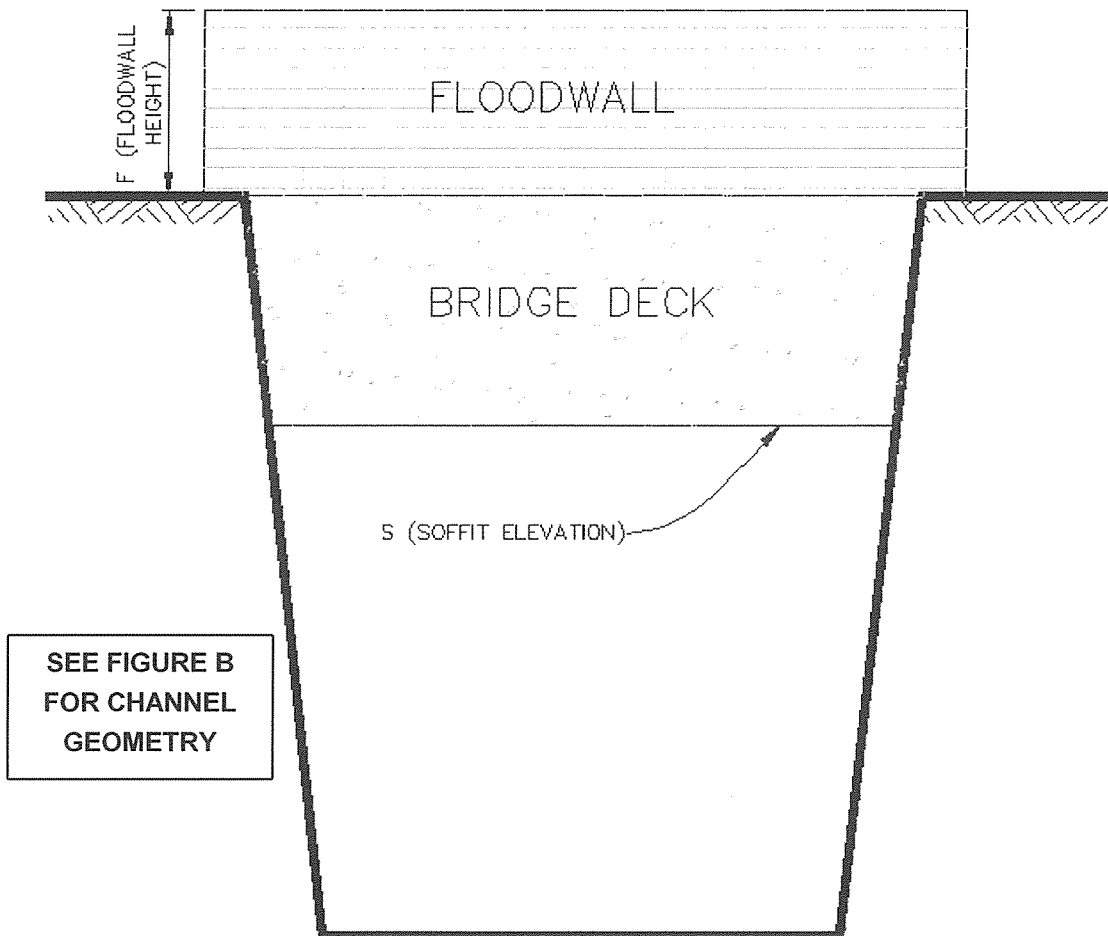 F (FLOODWALL
HEIGHT)
FLOODWALL
BRIDGE DECK
S (SOFFIT ELEVATION)
SEE FIGURE B
FOR CHANNEL
GEOMETRY